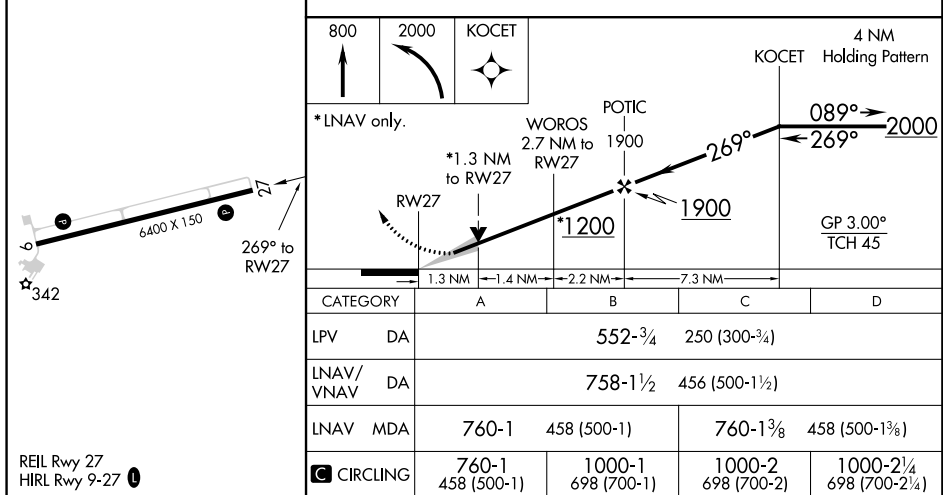 800
2000
KOCET
*LNAV only.
4 NM
Holding Pattern
KOCET
089°
269°
2000
269°
POTIC
1900
WOROS
2.7 NM to
RW27
*1.3 NM
to RW27
RW27
*1200
1900
GP 3.00°
TCH 45
1.3 NM
1.4
2.2 NM
7.3 NM
CATEGORY A B C D
LPV DA 552-¾ 250 (300-¾)
LNAV/
VNAV DA 758-1½ 456 (500-1½)
LNAV MDA 760-1 458 (500-1) 760-1⅜ 458 (500-1⅜)
C CIRCLING 760-1 1000-1 1000-2 1000-2¼
458 (500-1) 698 (700-1) 698 (700-2) 698 (700-2¼)
27
P
P
6400 X 150
9
342
269° to
RW27
REIL Rwy 27
HIRL Rwy 9-27 L